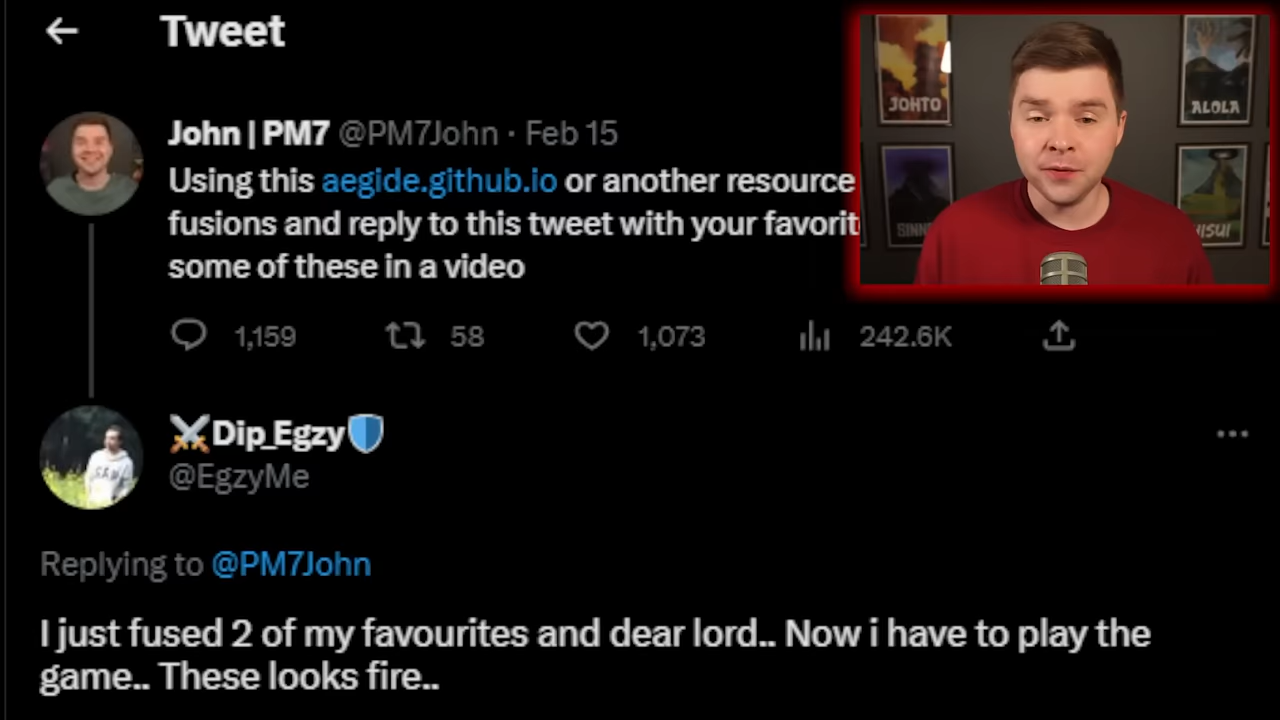 Tweet
John | PM7 @PM7John · Feb 15
Using this aegide.github.io or another resource
fusions and reply to this tweet with your
some of these in a video
1,159 58 1,073 242.6K
⚔️Dip_Egzy🛡️
@EgzyMe
Replying to @PM7John
I just fused 2 of my favourites and dear lord.. Now i have to play the
game.. These looks fire..
JOHTO
ALOLA